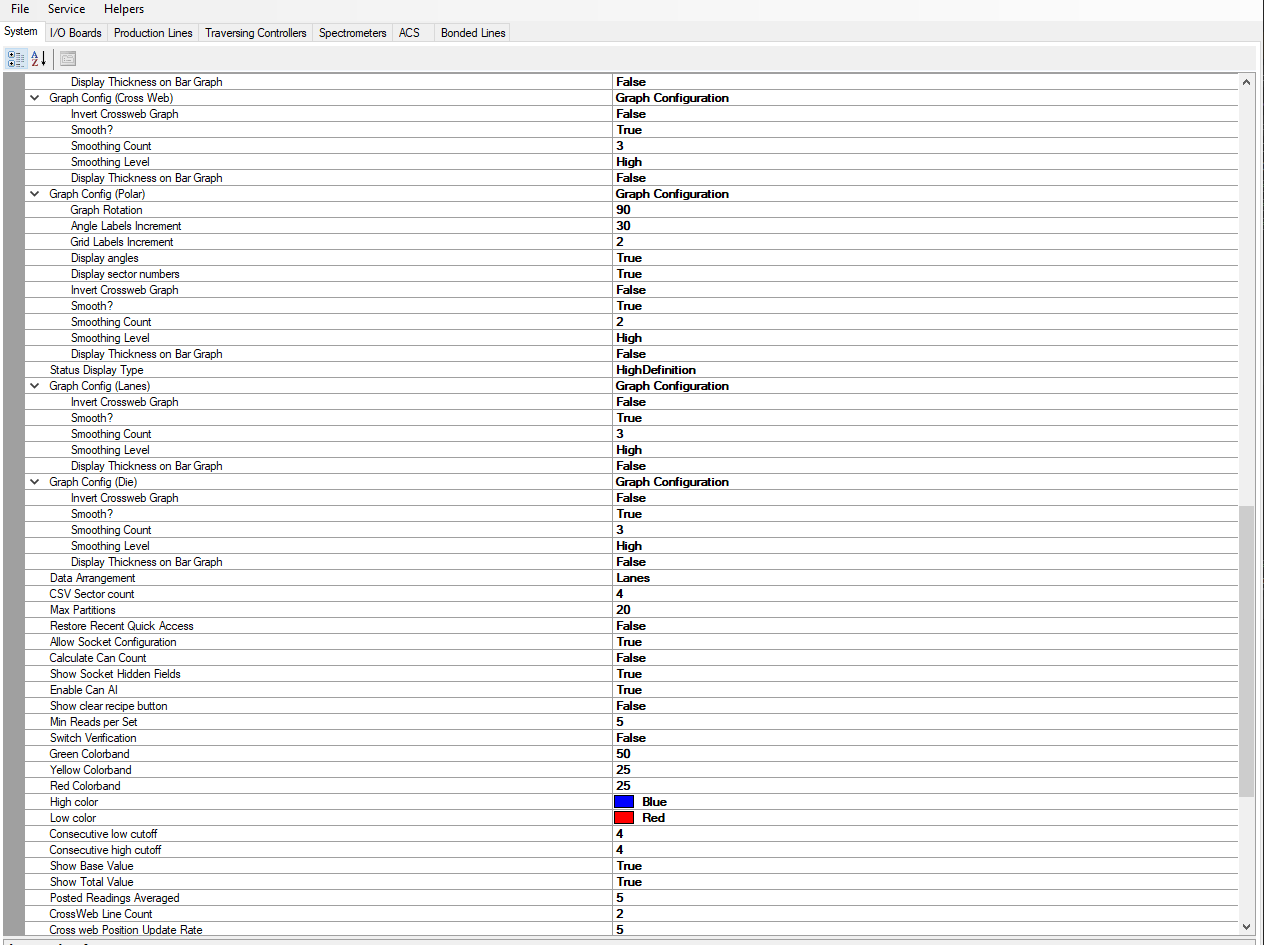 File Service Helpers
System I/O Boards Production Lines Traversing Controllers Spectrometers ACS Bonded Lines
Display Thickness on Bar Graph False
Graph Config (Cross Web) Graph Configuration
Invert Crossweb Graph False
Smooth? True
Smoothing Count 3
Smoothing Level High
Display Thickness on Bar Graph False
Graph Config (Polar) Graph Configuration
Graph Rotation 90
Angle Labels Increment 30
Grid Labels Increment 2
Display angles True
Display sector numbers True
Invert Crossweb Graph False
Smooth? True
Smoothing Count 2
Smoothing Level High
Display Thickness on Bar Graph False
Status Display Type HighDefinition
Graph Config (Lanes) Graph Configuration
Invert Crossweb Graph False
Smooth? True
Smoothing Count 3
Smoothing Level High
Display Thickness on Bar Graph False
Graph Config (Die) Graph Configuration
Invert Crossweb Graph False
Smooth? True
Smoothing Count 3
Smoothing Level High
Display Thickness on Bar Graph False
Data Arrangement Lanes
CSV Sector count 4
Max Partitions 20
Restore Recent Quick Access False
Allow Socket Configuration True
Calculate Can Count False
Show Socket Hidden Fields True
Enable Can AI True
Show clear recipe button False
Min Reads per Set 5
Switch Verification False
Green Colorband 50
Yellow Colorband 25
Red Colorband 25
High color Blue
Low color Red
Consecutive low cutoff 4
Consecutive high cutoff 4
Show Base Value True
Show Total Value True
Posted Readings Averaged 5
CrossWeb Line Count 2
Cross web Position Update Rate 5